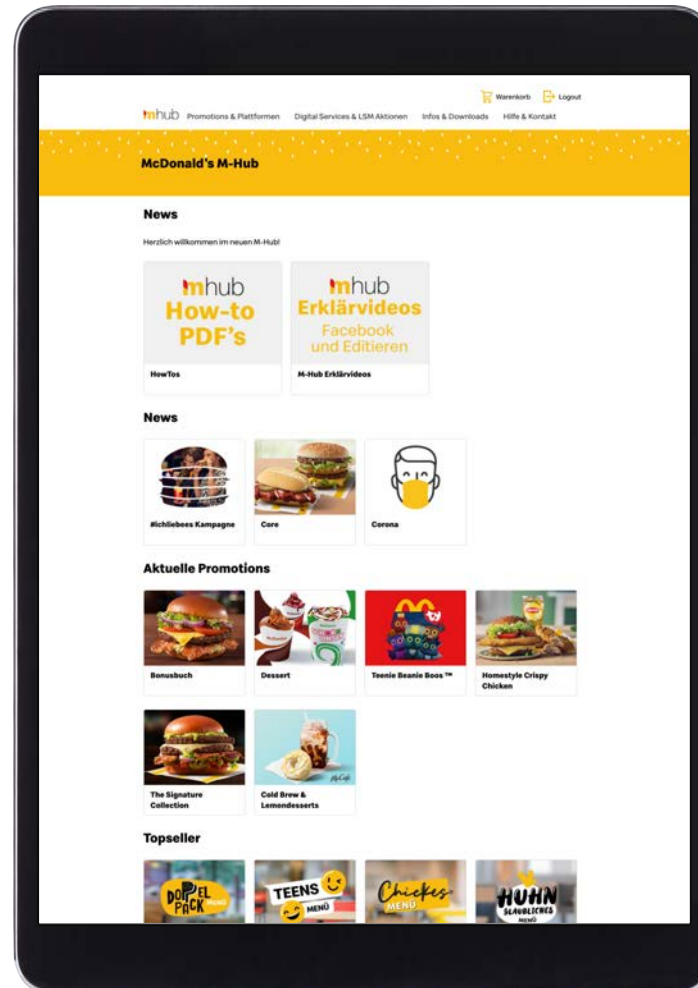 Warenkorb Logout
mhub Promotions & Plattformen Digital Services & LSM Aktionen Infos & Downloads Hilfe & Kontakt
McDonald's M-Hub
News
Herzlich willkommen im neuen M-Hub!
mhub
How-to
PDF's
HowTos
mhub
Erklärvideos
Facebook
und Editieren
M-Hub Erklärvideos
News
#ichliebees Kampagne
Core
Corona
Aktuelle Promotions
Bonusbuch
Dessert
Teenie Beanie Boos ™
Homestyle Crispy
Chicken
The Signature
Collection
McCafé
Cold Brew &
Lemondesserts
Topseller
DOPPEL
PACK MENÜ
TEENS
MENÜ
Chickes
MENÜ
HUHN
GLAUBLICHES
MENÜ